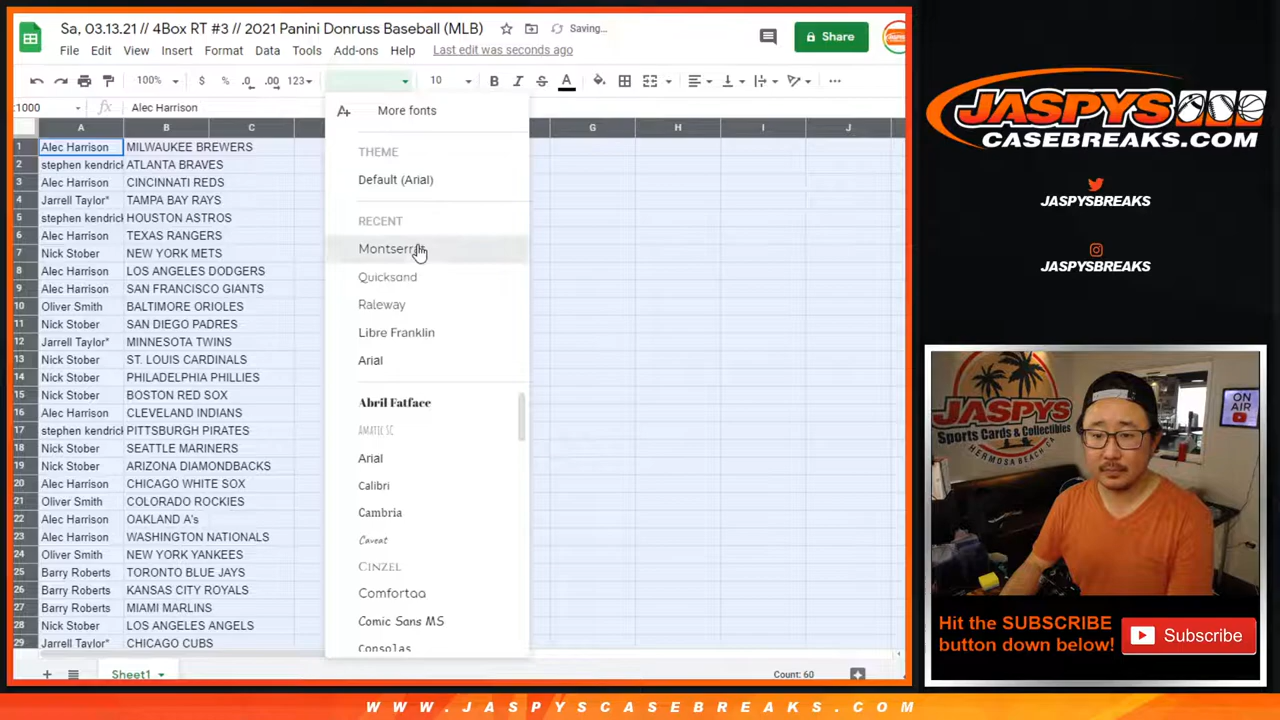 Sa, 03.13.21 // 4Box RT #3 // 2021 Panini Donruss Baseball (MLB)
Saving...
File Edit View Insert Format Data Tools Add-ons Help Last edit was seconds ago
Share
100% $ % .0 .00 123 10 B I S A
:1000 fx Alec Harrison
A B C G H I J
1 Alec Harrison MILWAUKEE BREWERS
2 stephen kendrick ATLANTA BRAVES
3 Alec Harrison CINCINNATI REDS
4 Jarrell Taylor* TAMPA BAY RAYS
5 stephen kendrick HOUSTON ASTROS
6 Alec Harrison TEXAS RANGERS
7 Nick Stober NEW YORK METS
8 Alec Harrison LOS ANGELES DODGERS
9 Alec Harrison SAN FRANCISCO GIANTS
10 Oliver Smith BALTIMORE ORIOLES
11 Nick Stober SAN DIEGO PADRES
12 Jarrell Taylor* MINNESOTA TWINS
13 Nick Stober ST. LOUIS CARDINALS
14 Nick Stober PHILADELPHIA PHILLIES
15 Nick Stober BOSTON RED SOX
16 Alec Harrison CLEVELAND INDIANS
17 stephen kendrick PITTSBURGH PIRATES
18 Nick Stober SEATTLE MARINERS
19 Nick Stober ARIZONA DIAMONDBACKS
20 Alec Harrison CHICAGO WHITE SOX
21 Oliver Smith COLORADO ROCKIES
22 Alec Harrison OAKLAND A's
23 Alec Harrison WASHINGTON NATIONALS
24 Oliver Smith NEW YORK YANKEES
25 Barry Roberts TORONTO BLUE JAYS
26 Barry Roberts KANSAS CITY ROYALS
27 Barry Roberts MIAMI MARLINS
28 Nick Stober LOS ANGELES ANGELS
29 Jarrell Taylor* CHICAGO CUBS
More fonts
THEME
Default (Arial)
RECENT
Montserrat
Quicksand
Raleway
Libre Franklin
Arial
Abril Fatface
AMATIC SC
Arial
Calibri
Cambria
Caveat
CINZEL
Comfortaa
Comic Sans MS
Consolas
Sheet1
Count: 60
JASPYS
CASEBREAKS.COM
JASPYSBREAKS
JASPYSBREAKS
JASPYS
Sports Cards & Collectibles
HERMOSA BEACH, CA
ON
AIR
Hit the SUBSCRIBE
button down below!
Subscribe
WWW.JASPYSCASEBREAKS.COM